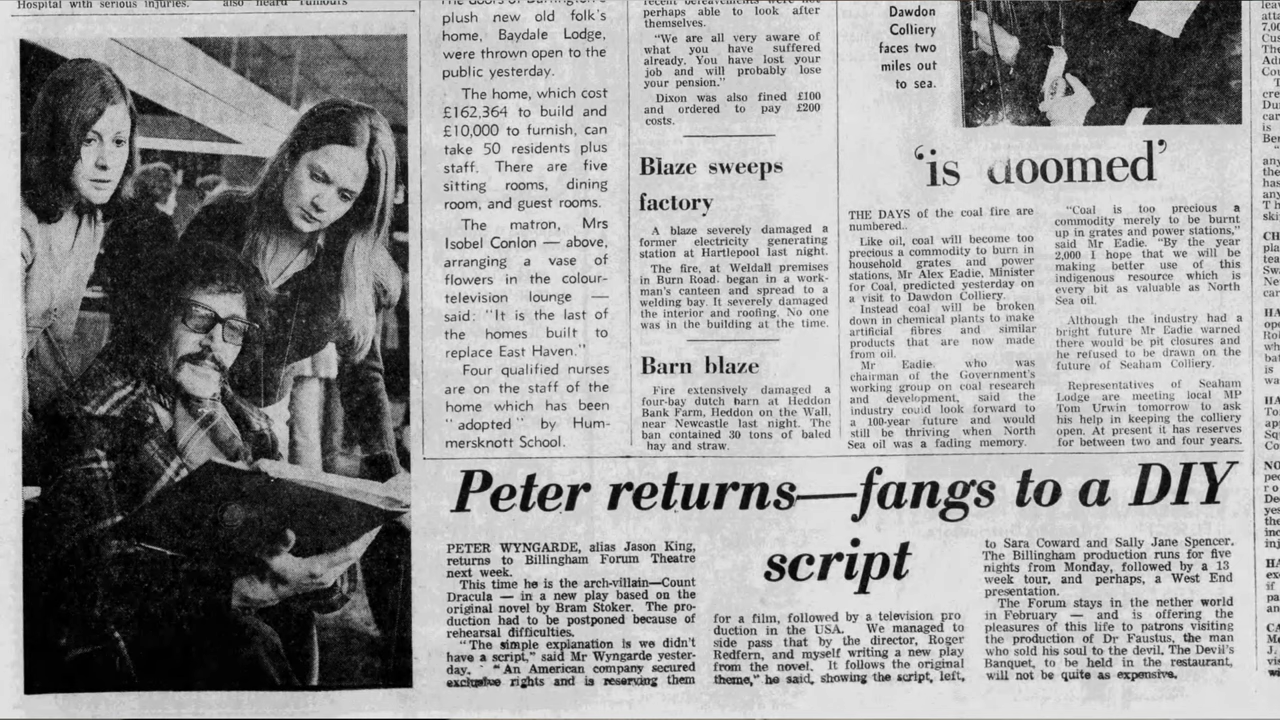 Hospital with serious injuries.
also heard rumours
plush new old folk's
home, Baydale Lodge,
were thrown open to the
public yesterday.
The home, which cost
£162,364 to build and
£10,000 to furnish, can
take 50 residents plus
staff. There are five
sitting rooms, dining
room, and guest rooms.
The matron, Mrs
Isobel Conlon — above,
arranging a vase of
flowers in the colour-
television lounge —
said: "It is the last of
the homes built to
replace East Haven."
Four qualified nurses
are on the staff of the
home which has been
"adopted" by Hum-
mersknott School.
perhaps able to look after
themselves.
"We are all very aware of
what you have suffered
already. You have lost your
job and will probably lose
your pension."
Dixon was also fined £100
and ordered to pay £200
costs.
Blaze sweeps
factory
A blaze severely damaged a
former electricity generating
station at Hartlepool last night.
The fire, at Weldall premises
in Burn Road. began in a work-
man's canteen and spread to a
welding bay. It severely damaged
the interior and roofing. No one
was in the building at the time.
Barn blaze
Fire extensively damaged a
four-bay dutch barn at Heddon
Bank Farm, Heddon on the Wall,
near Newcastle last night. The
ban contained 30 tons of baled
hay and straw.
Dawdon
Colliery
faces two
miles out
to sea.
'is doomed'
THE DAYS of the coal fire are
numbered..
Like oil, coal will become too
precious a commodity to burn in
household grates and power
stations, Mr Alex Eadie, Minister
for Coal, predicted yesterday on
a visit to Dawdon Colliery.
Instead coal will be broken
down in chemical plants to make
artificial fibres and similar
products that are now made
from oil.
Mr Eadie, who was
chairman of the Government's
working group on coal research
and development, said the
industry could look forward to
a 100-year future and would
still be thriving when North
Sea oil was a fading memory.
"Coal is too precious a
commodity merely to be burnt
up in grates and power stations,"
said Mr Eadie. "By the year
2,000 I hope that we will be
making better use of this
indigenous resource which is
every bit as valuable as North
Sea oil.
Although the industry had a
bright future Mr Eadie warned
there would be pit closures and
he refused to be drawn on the
future of Seaham Colliery.
Representatives of Seaham
Lodge are meeting local MP
Tom Urwin tomorrow to ask
his help in keeping the colliery
open. At present it has reserves
for between two and four years.
Peter returns—fangs to a DIY
script
PETER WYNGARDE, alias Jason King,
returns to Billingham Forum Theatre
next week.
This time he is the arch-villain—Count
Dracula — in a new play based on the
original novel by Bram Stoker. The pro-
duction had to be postponed because of
rehearsal difficulties.
"The simple explanation is we didn't
have a script," said Mr Wyngarde yester-
day. "An American company secured
exclusive rights and is reserving them
for a film, followed by a television pro
duction in the USA. We managed to
side pass that by the director, Roger
Redfern, and myself writing a new play
from the novel. It follows the original
theme," he said, showing the script, left,
to Sara Coward and Sally Jane Spencer.
The Billingham production runs for five
nights from Monday, followed by a 13
week tour, and perhaps, a West End
presentation.
The Forum stays in the nether world
in February — and is offering the
pleasures of this life to patrons visiting
the production of Dr Faustus, the man
who sold his soul to the devil. The Devil's
Banquet, to be held in the restaurant,
will not be quite as expensive.